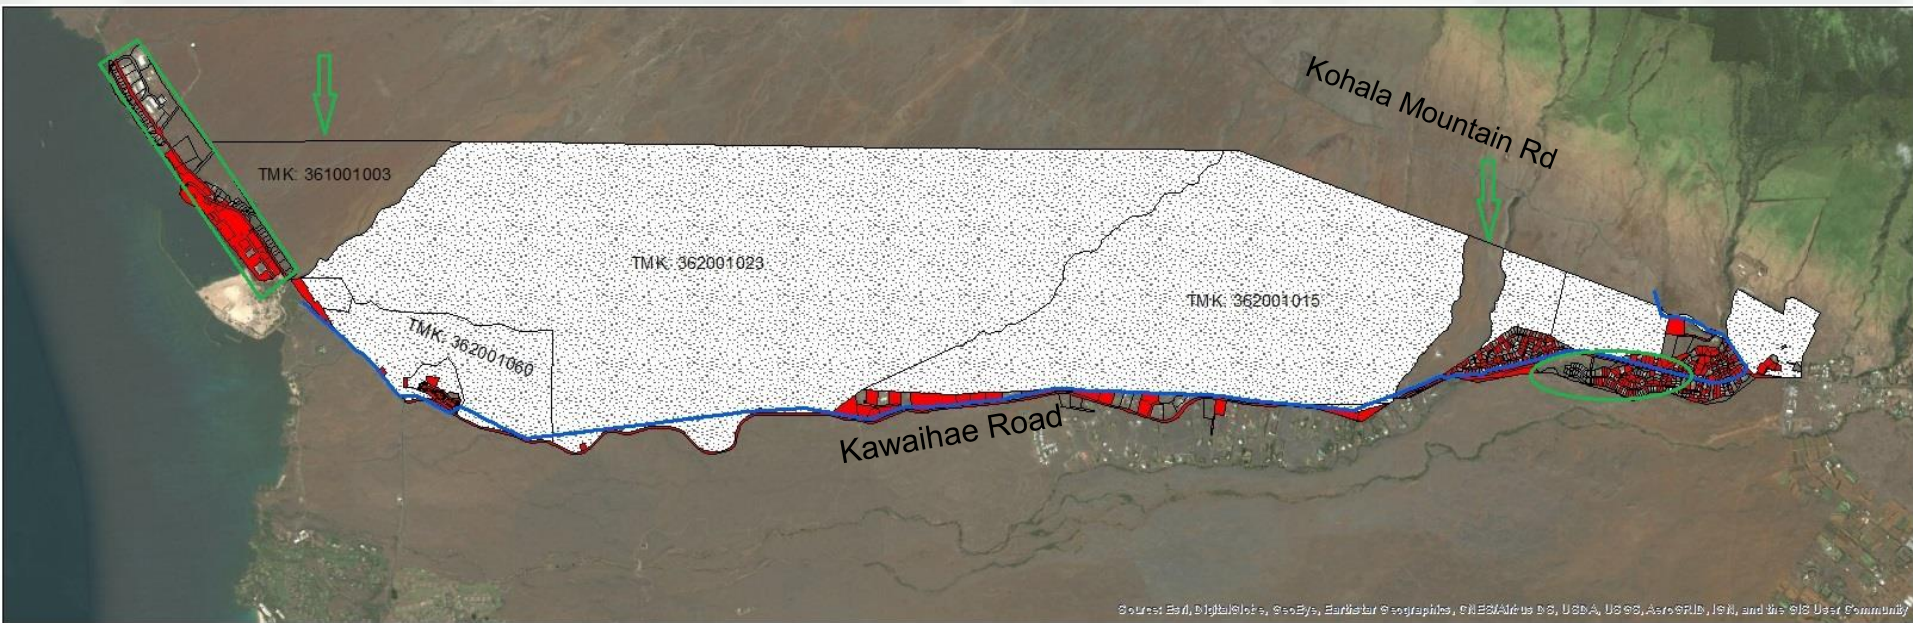 Kohala Mountain Rd
TMK: 361001003
TMK: 362001023
TMK: 362001015
TMK: 362001060
Kawaihae Road
Source: Esri, DigitalGlobe, GeoEye, Earthstar Geographics, CNES/Airbus DS, USDA, USGS, AeroGRID, IGN, and the GIS User Community